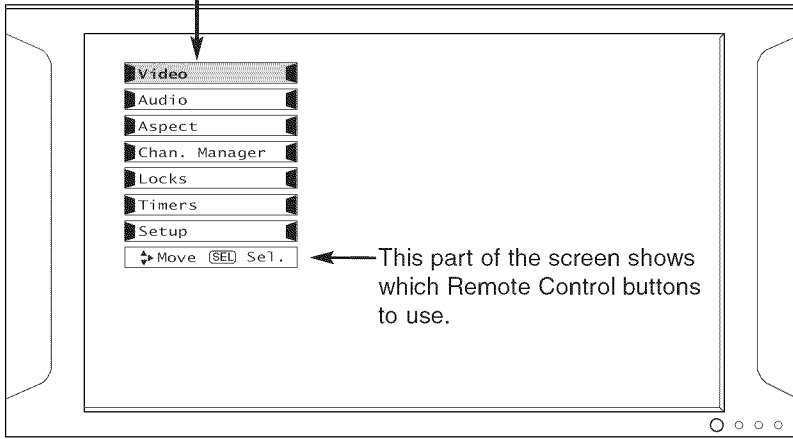 Video
Audio
Aspect
Chan. Manager
Locks
Timers
Setup
Move SEL Sel.
This part of the screen shows
which Remote Control buttons
to use.